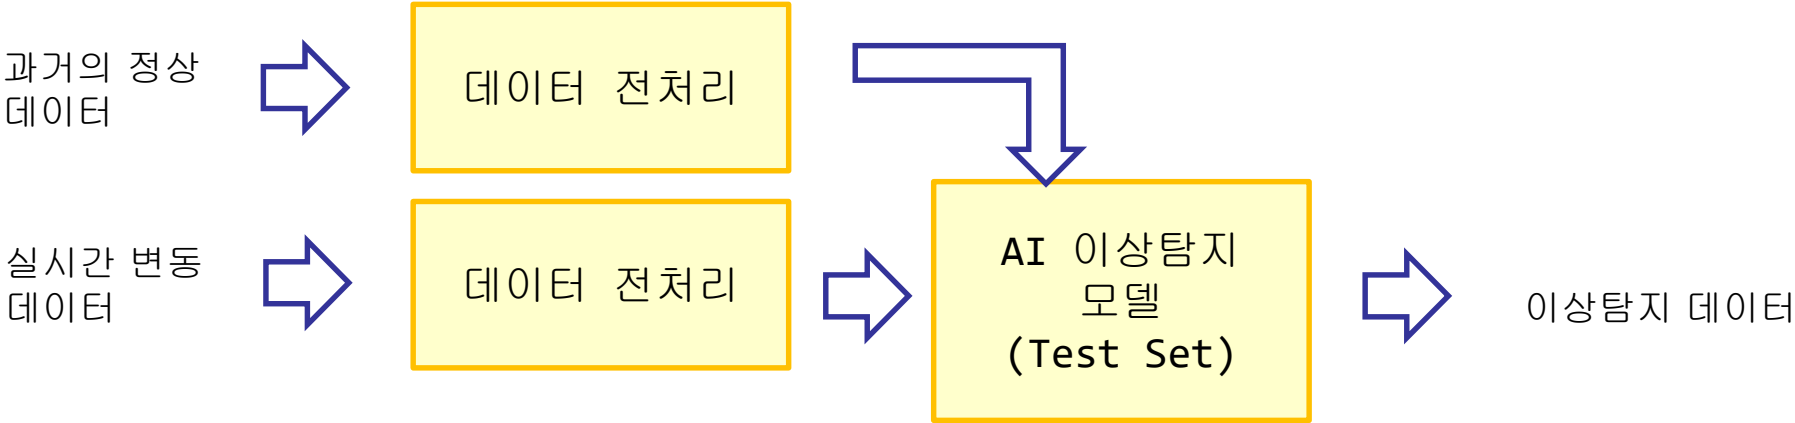 과거의 정상
데이터
데이터 전처리
실시간 변동
데이터
데이터 전처리
AI 이상탐지
모델
(Test Set)
이상탐지 데이터